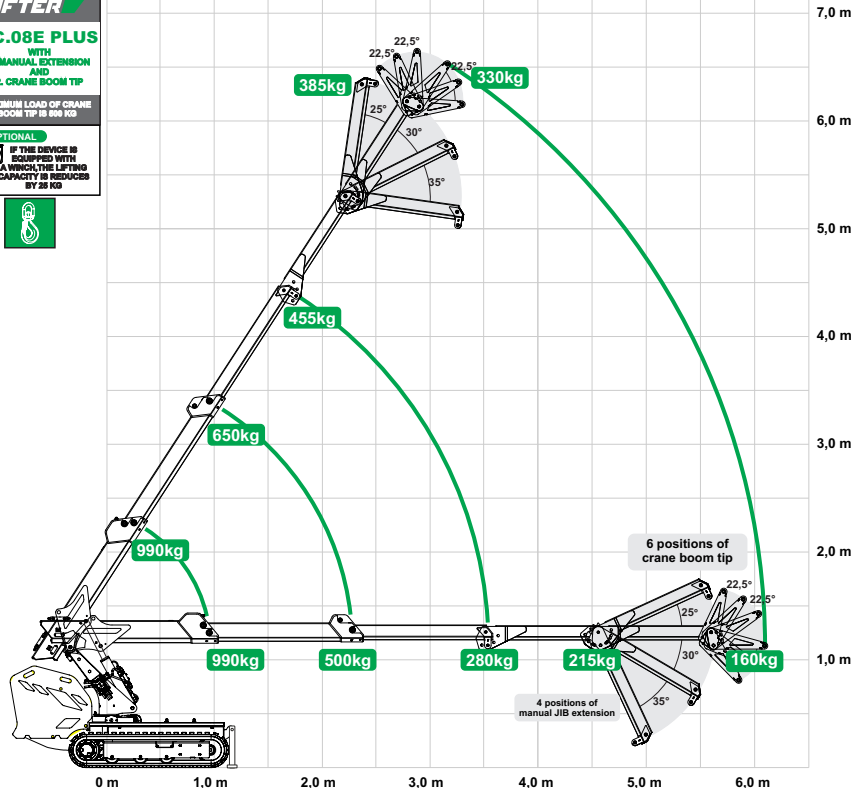 C.08E PLUS
WITH
MANUAL EXTENSION
AND
CRANE BOOM TIP
LOAD OF CRANE
BOOM TIP IS 500 KG
IF THE DEVICE IS
EQUIPPED WITH
A WINCH,THE LIFTING
CAPACITY IS REDUCES
BY 25 KG
7,0 m
6,0 m
5,0 m
4,0 m
3,0 m
2,0 m
1,0 m
22,5°
22,5°
22,5°
385kg
330kg
25°
30°
35°
455kg
650kg
990kg
6 positions of
crane boom tip
22,5°
22,5°
25°
30°
35°
990kg
500kg
280kg
215kg
160kg
4 positions of
manual JIB extension
0 m
1,0 m
2,0 m
3,0 m
4,0 m
5,0 m
6,0 m